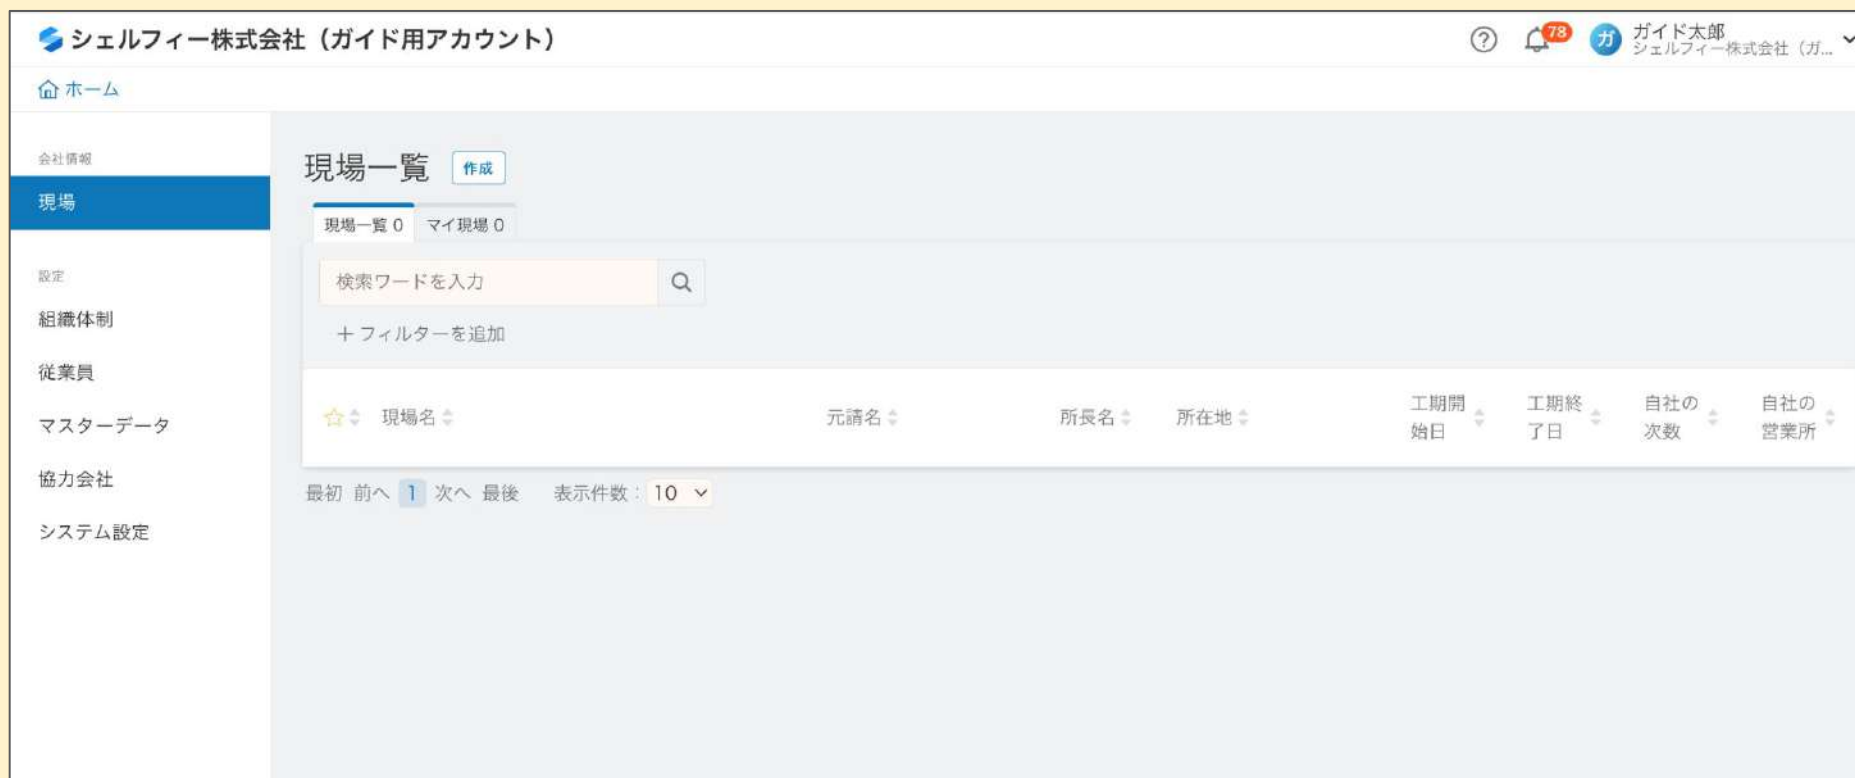 シェルフィー株式会社（ガイド用アカウント）
78
ガ
ガイド太郎
シェルフィー株式会社（ガ...
ホーム
会社情報
現場
設定
組織体制
従業員
マスターデータ
協力会社
システム設定
現場一覧 作成
現場一覧 0 マイ現場 0
検索ワードを入力
＋フィルターを追加
現場名 元請名 所長名 所在地 工期開始日 工期終了日 自社の次数 自社の営業所
最初 前へ 1 次へ 最後 表示件数： 10